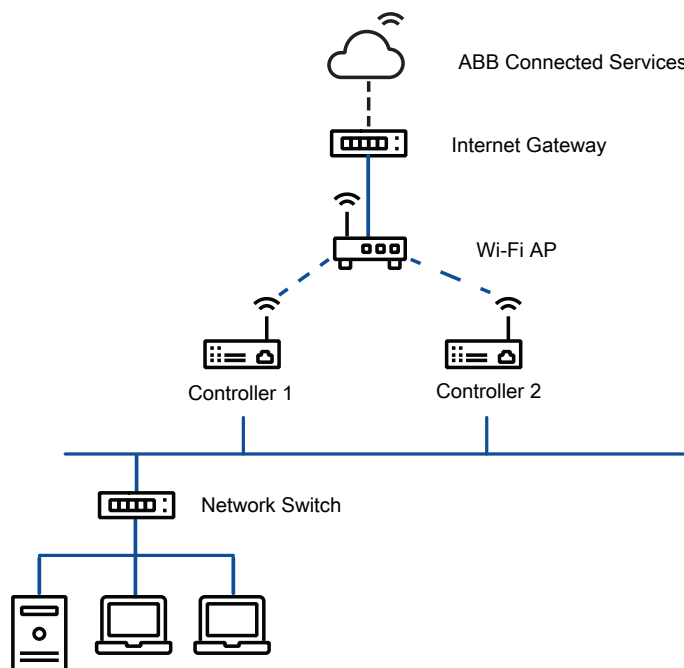 ABB Connected Services
Internet Gateway
Wi-Fi AP
Controller 1
Controller 2
Network Switch